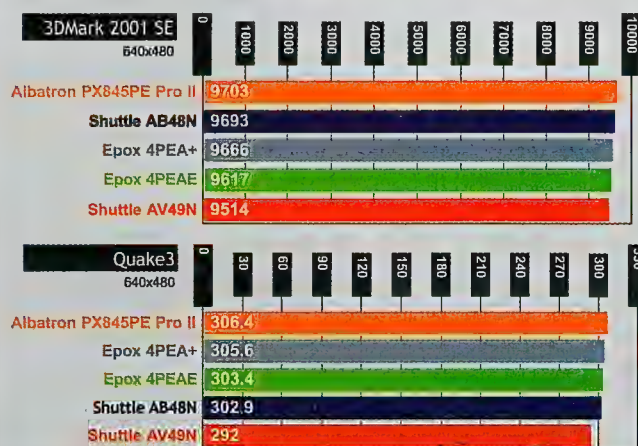 3DMark 2001 SE
640x480
0 1000 2000 3000 4000 5000 6000 7000 8000 9000 10000
Albatron PX845PE Pro II 9703
Shuttle AB48N 9693
Epox 4PEA+ 9666
Epox 4PEAE 9617
Shuttle AV49N 9514
Quake3
640x480
0 30 60 90 120 150 180 210 240 270 300
Albatron PX845PE Pro II 306.4
Epox 4PEA+ 305.6
Epox 4PEAE 303.4
Shuttle AB48N 302.9
Shuttle AV49N 292